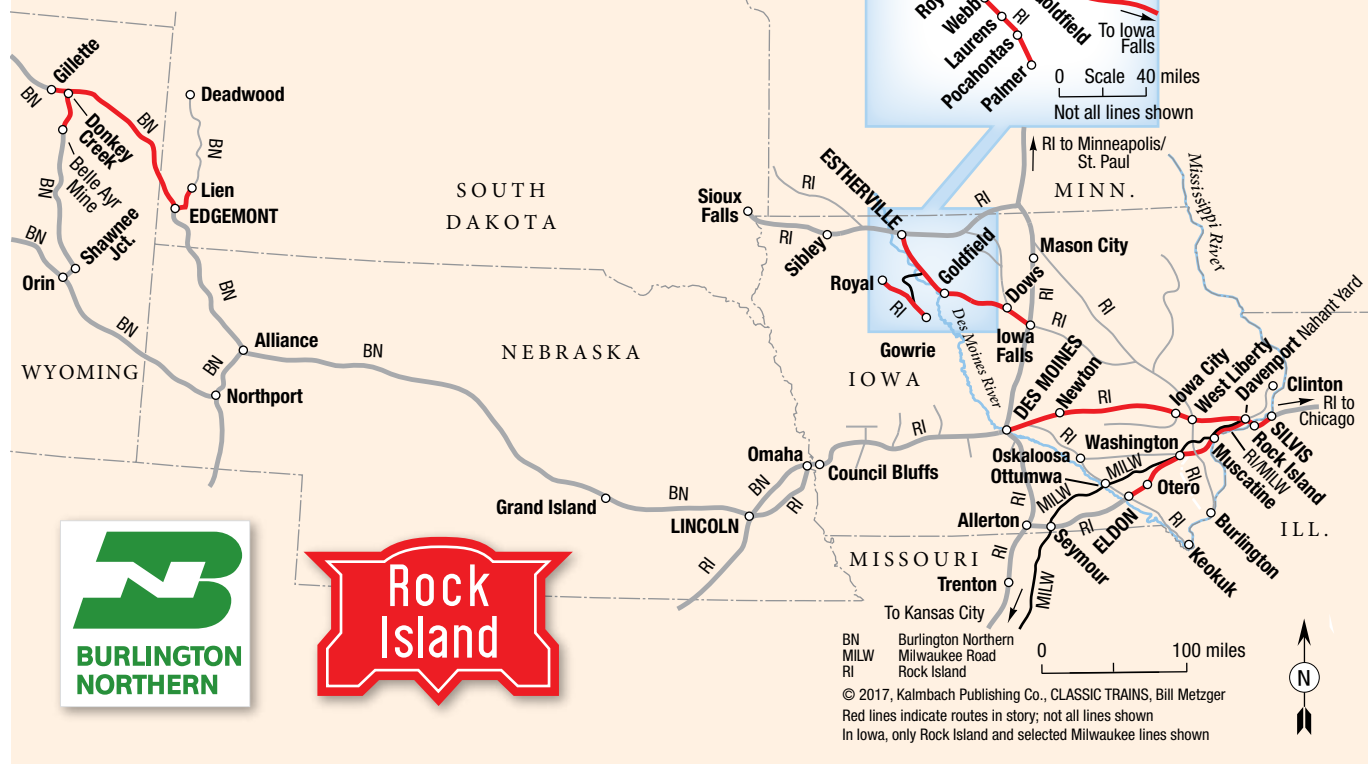 Webb
RI
Goldfield
Laurens
Pocahontas
Palmer
To Iowa
Falls
0 Scale 40 miles
Not all lines shown
Gillette
BN
BN
Donkey
Creek
Belle Ayr
Mine
BN
Deadwood
BN
Lien
EDGEMONT
BN
Shawnee
Jct.
Orin
BN
BN
BN
Alliance
BN
Northport
WYOMING
SOUTH
DAKOTA
NEBRASKA
RI to Minneapolis/
St. Paul
MINN.
Mississippi River
ESTHERVILLE
RI
RI
Sioux
Falls
RI
Sibley
Goldfield
Mason City
Royal
RI
Dows
RI
RI
Iowa
Falls
RI
Gowrie
Des Moines River
IOWA
DES MOINES
Newton
RI
Iowa City
West Liberty
Davenport
Nahant Yard
Clinton
RI to
Chicago
SILVIS
Rock Island
RI/MILW
Muscatine
Washington
Oskaloosa
RI
Ottumwa
MILW
MILW
Otero
RI
RI
ELDON
RI
Burlington
Keokuk
ILL.
Omaha
Council Bluffs
RI
BN
RI
Grand Island
BN
LINCOLN
RI
Allerton
RI
RI
Seymour
MISSOURI
Trenton
MILW
To Kansas City
BURLINGTON
NORTHERN
Rock
Island
BN Burlington Northern
MILW Milwaukee Road
RI Rock Island
0 100 miles
N
© 2017, Kalmbach Publishing Co., CLASSIC TRAINS, Bill Metzger
Red lines indicate routes in story; not all lines shown
In Iowa, only Rock Island and selected Milwaukee lines shown